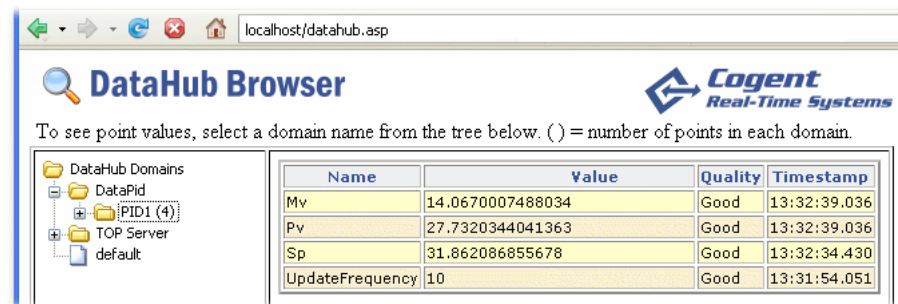 localhost/datahub.asp
DataHub Browser
Cogent
Real-Time Systems
To see point values, select a domain name from the tree below. ( ) = number of points in each domain.
DataHub Domains
DataPid
PID1 (4)
TOP Server
default
Name Value Quality Timestamp
Mv 14.0670007488034 Good 13:32:39.036
Pv 27.7320344041363 Good 13:32:39.036
Sp 31.862086855678 Good 13:32:34.430
UpdateFrequency 10 Good 13:31:54.051